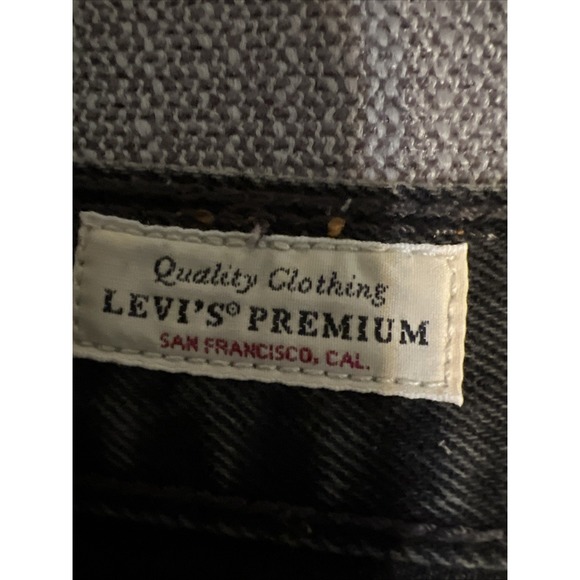 Quality Clothing
LEVI'S® PREMIUM
SAN FRANCISCO, CAL.